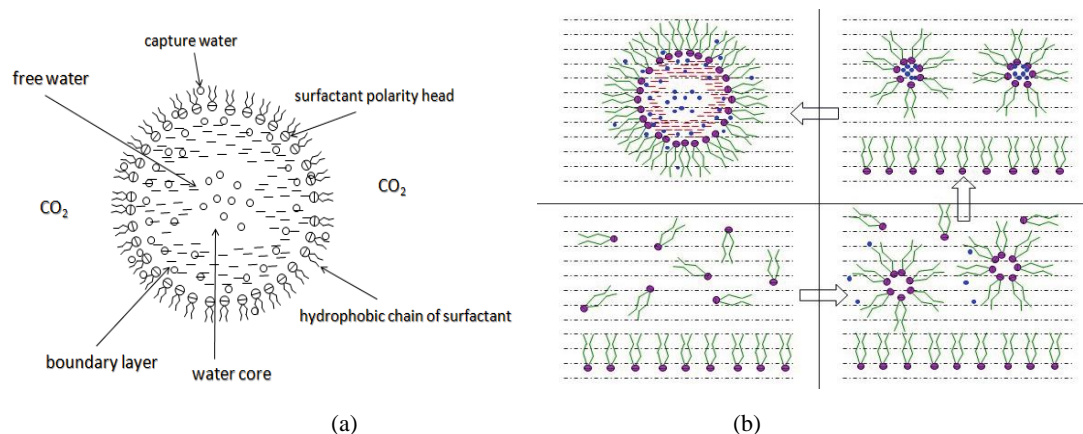 capture water
free water
surfactant polarity head
CO2
CO2
hydrophobic chain of surfactant
boundary layer
water core
(a)
(b)